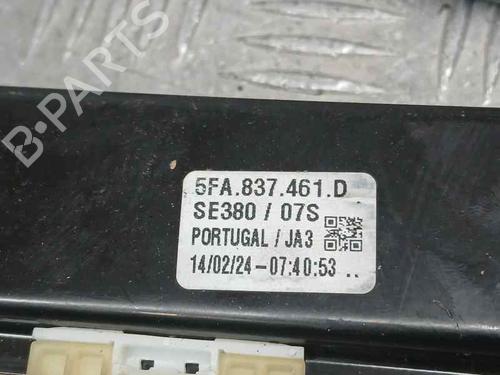 B-PARTS
5FA.837.461.D
SE380 / 07S
PORTUGAL / JA3
14/02/24-07:40:53 ..